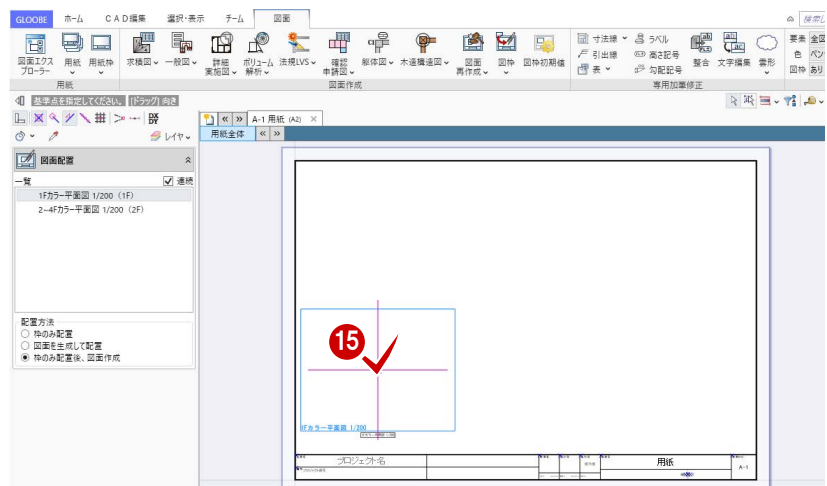 GLOOBE ホーム CAD編集 選択・表示 チーム 図面
図面エクスプローラー 用紙 用紙枠 求積図 一般図 詳細実施図 ボリューム解析 法規LVS 確認申請図 躯体図 木造構造図 図面再作成 図枠 図枠初期値
寸法線 ラベル
引出線 高さ記号
表 勾配記号
整合 文字編集 雲形
要素 全図
色 ペン
図枠 あり
用紙 図面作成 専用加筆修正
基準点を指定してください。 [ドラッグ] 向き
A-1 用紙 (A2)
レイヤ
用紙全体
図面配置
一覧 連続
1Fカラー平面図 1/200 (1F)
2~4Fカラー平面図 1/200 (2F)
配置方法
枠のみ配置
図面を生成して配置
枠のみ配置後、図面作成
15
1Fカラー平面図 1/200
プロジェクト名 用紙 A-1